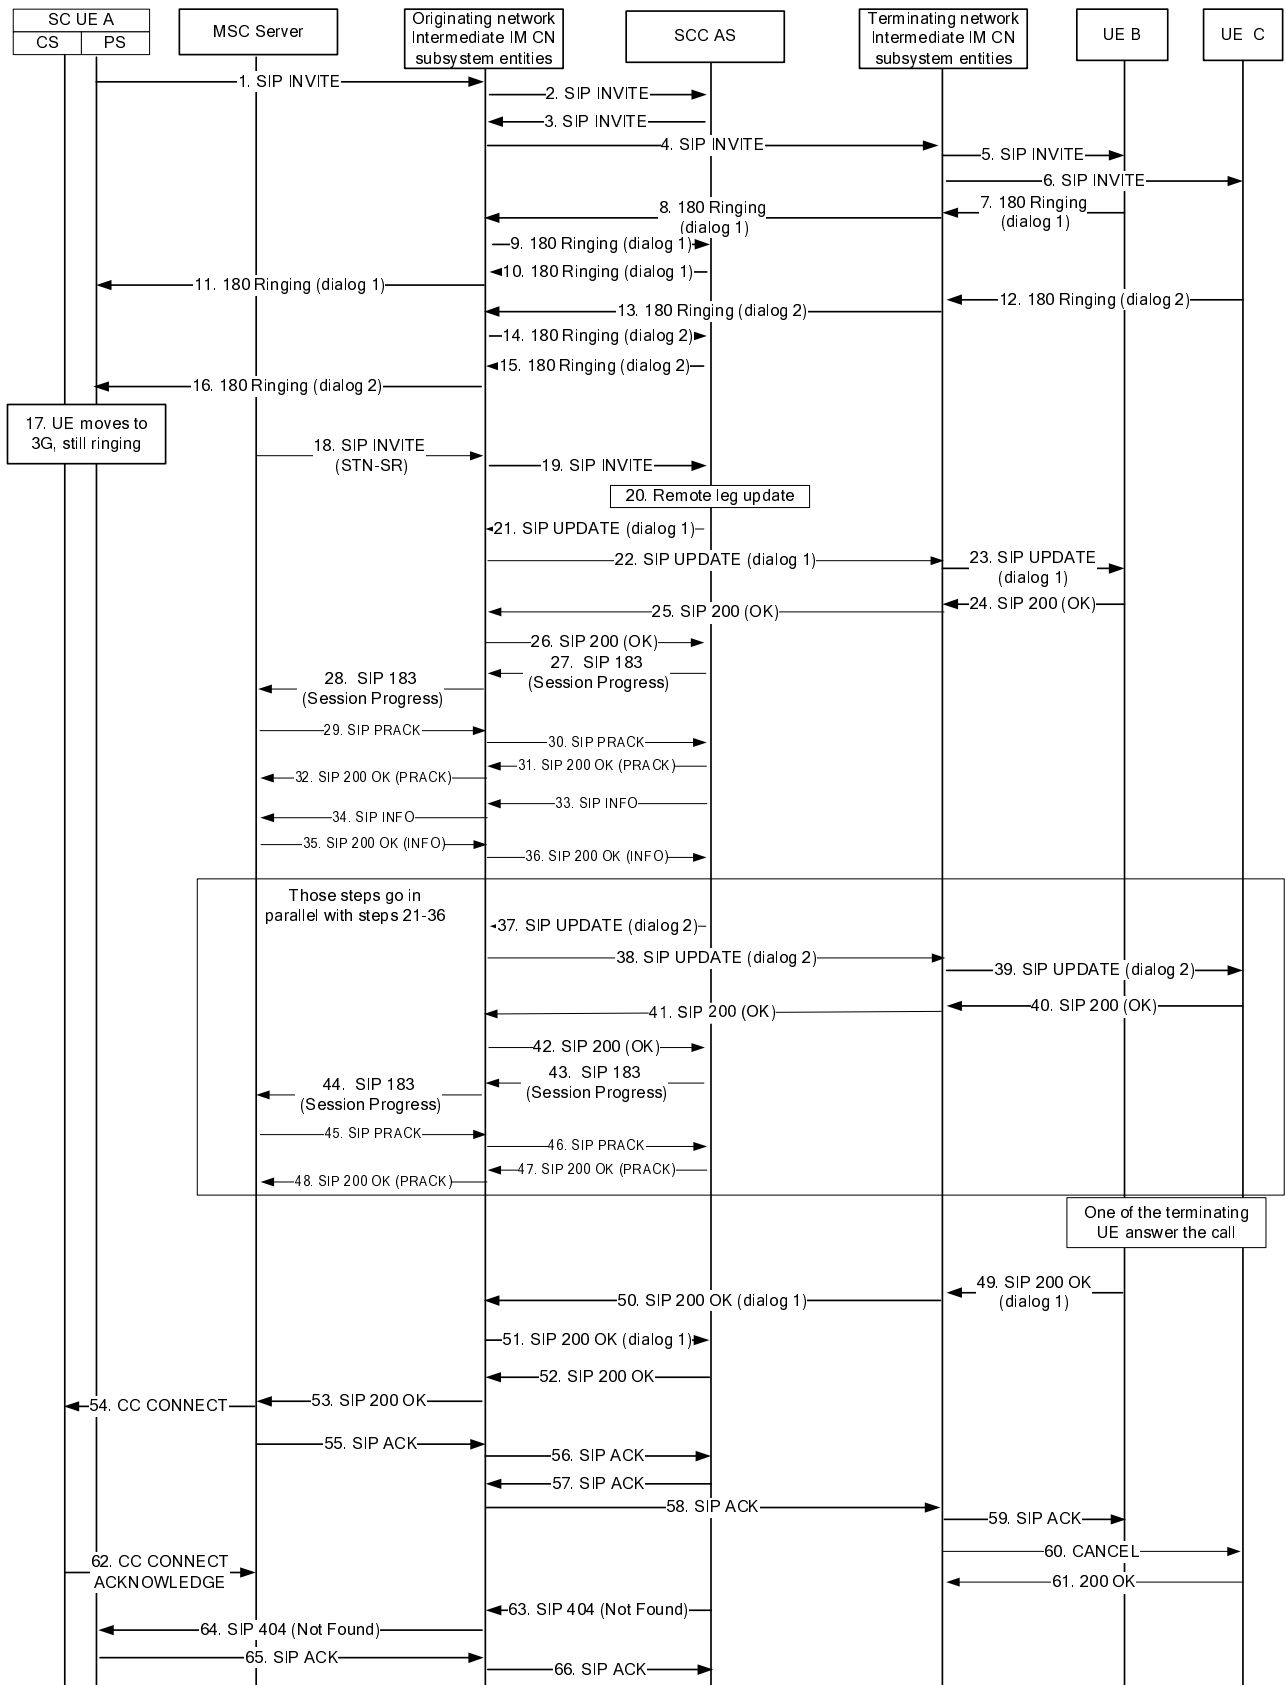 SC UE A
CS
PS
MSC Server
Originating network
Intermediate IM CN
subsystem entities
SCC AS
Terminating network
Intermediate IM CN
subsystem entities
UE B
UE C
1. SIP INVITE
2. SIP INVITE
3. SIP INVITE
4. SIP INVITE
5. SIP INVITE
6. SIP INVITE
7. 180 Ringing
(dialog 1)
8. 180 Ringing
(dialog 1)
9. 180 Ringing (dialog 1)
10. 180 Ringing (dialog 1)
11. 180 Ringing (dialog 1)
12. 180 Ringing (dialog 2)
13. 180 Ringing (dialog 2)
14. 180 Ringing (dialog 2)
15. 180 Ringing (dialog 2)
16. 180 Ringing (dialog 2)
17. UE moves to
3G, still ringing
18. SIP INVITE
(STN-SR)
19. SIP INVITE
20. Remote leg update
21. SIP UPDATE (dialog 1)
22. SIP UPDATE (dialog 1)
23. SIP UPDATE
(dialog 1)
24. SIP 200 (OK)
25. SIP 200 (OK)
26. SIP 200 (OK)
27. SIP 183
(Session Progress)
28. SIP 183
(Session Progress)
29. SIP PRACK
30. SIP PRACK
31. SIP 200 OK (PRACK)
32. SIP 200 OK (PRACK)
33. SIP INFO
34. SIP INFO
35. SIP 200 OK (INFO)
36. SIP 200 OK (INFO)
Those steps go in
parallel with steps 21-36
37. SIP UPDATE (dialog 2)
38. SIP UPDATE (dialog 2)
39. SIP UPDATE (dialog 2)
40. SIP 200 (OK)
41. SIP 200 (OK)
42. SIP 200 (OK)
43. SIP 183
(Session Progress)
44. SIP 183
(Session Progress)
45. SIP PRACK
46. SIP PRACK
47. SIP 200 OK (PRACK)
48. SIP 200 OK (PRACK)
One of the terminating
UE answer the call
49. SIP 200 OK
(dialog 1)
50. SIP 200 OK (dialog 1)
51. SIP 200 OK (dialog 1)
52. SIP 200 OK
53. SIP 200 OK
54. CC CONNECT
55. SIP ACK
56. SIP ACK
57. SIP ACK
58. SIP ACK
59. SIP ACK
60. CANCEL
61. 200 OK
62. CC CONNECT
ACKNOWLEDGE
63. SIP 404 (Not Found)
64. SIP 404 (Not Found)
65. SIP ACK
66. SIP ACK